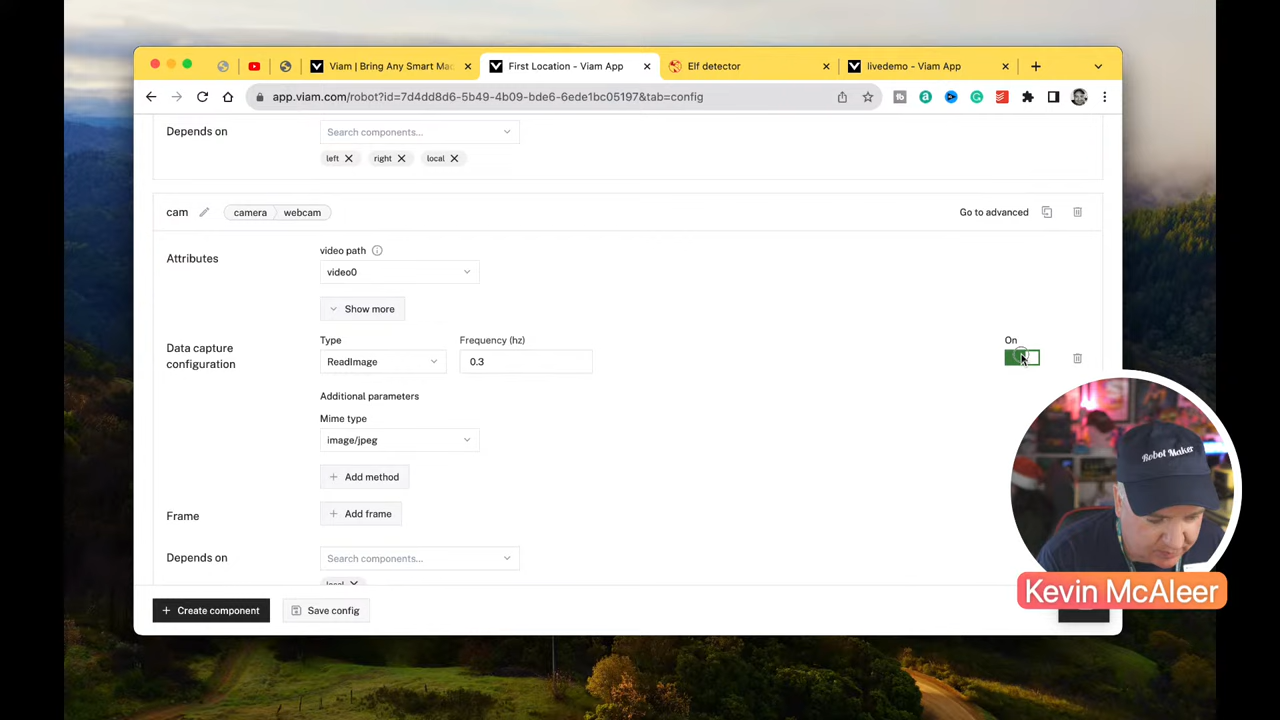 Viam | Bring Any Smart Ma
First Location - Viam App
Elf detector
livedemo - Viam App
app.viam.com/robot?id=7d4dd8d6-5b49-4b09-bde6-6ede1bc05197&tab=config
Depends on
Search components...
left
right
local
cam
camera
webcam
Go to advanced
Attributes
video path
video0
Show more
Data capture
configuration
Type
Frequency (hz)
On
ReadImage
0.3
Additional parameters
Mime type
image/jpeg
+ Add method
Frame
+ Add frame
Depends on
Search components...
local
+ Create component
Save config
Robot Maker
Kevin McAleer